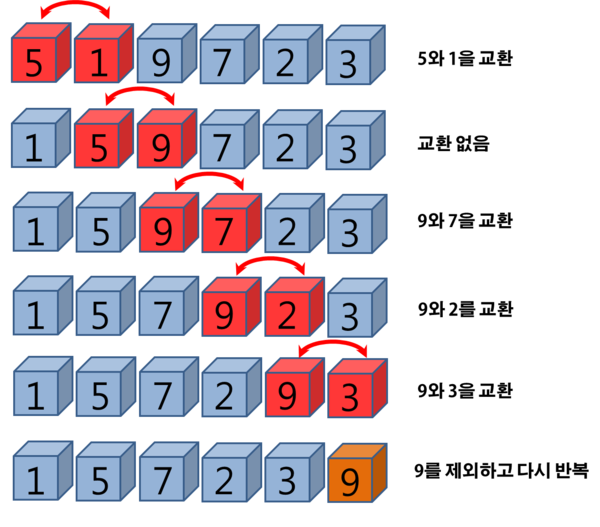 5 1 9 7 2 3 5와 1을 교환
1 5 9 7 2 3 교환 없음
1 5 9 7 2 3 9와 7을 교환
1 5 7 9 2 3 9와 2를 교환
1 5 7 2 9 3 9와 3을 교환
1 5 7 2 3 9 9를 제외하고 다시 반복